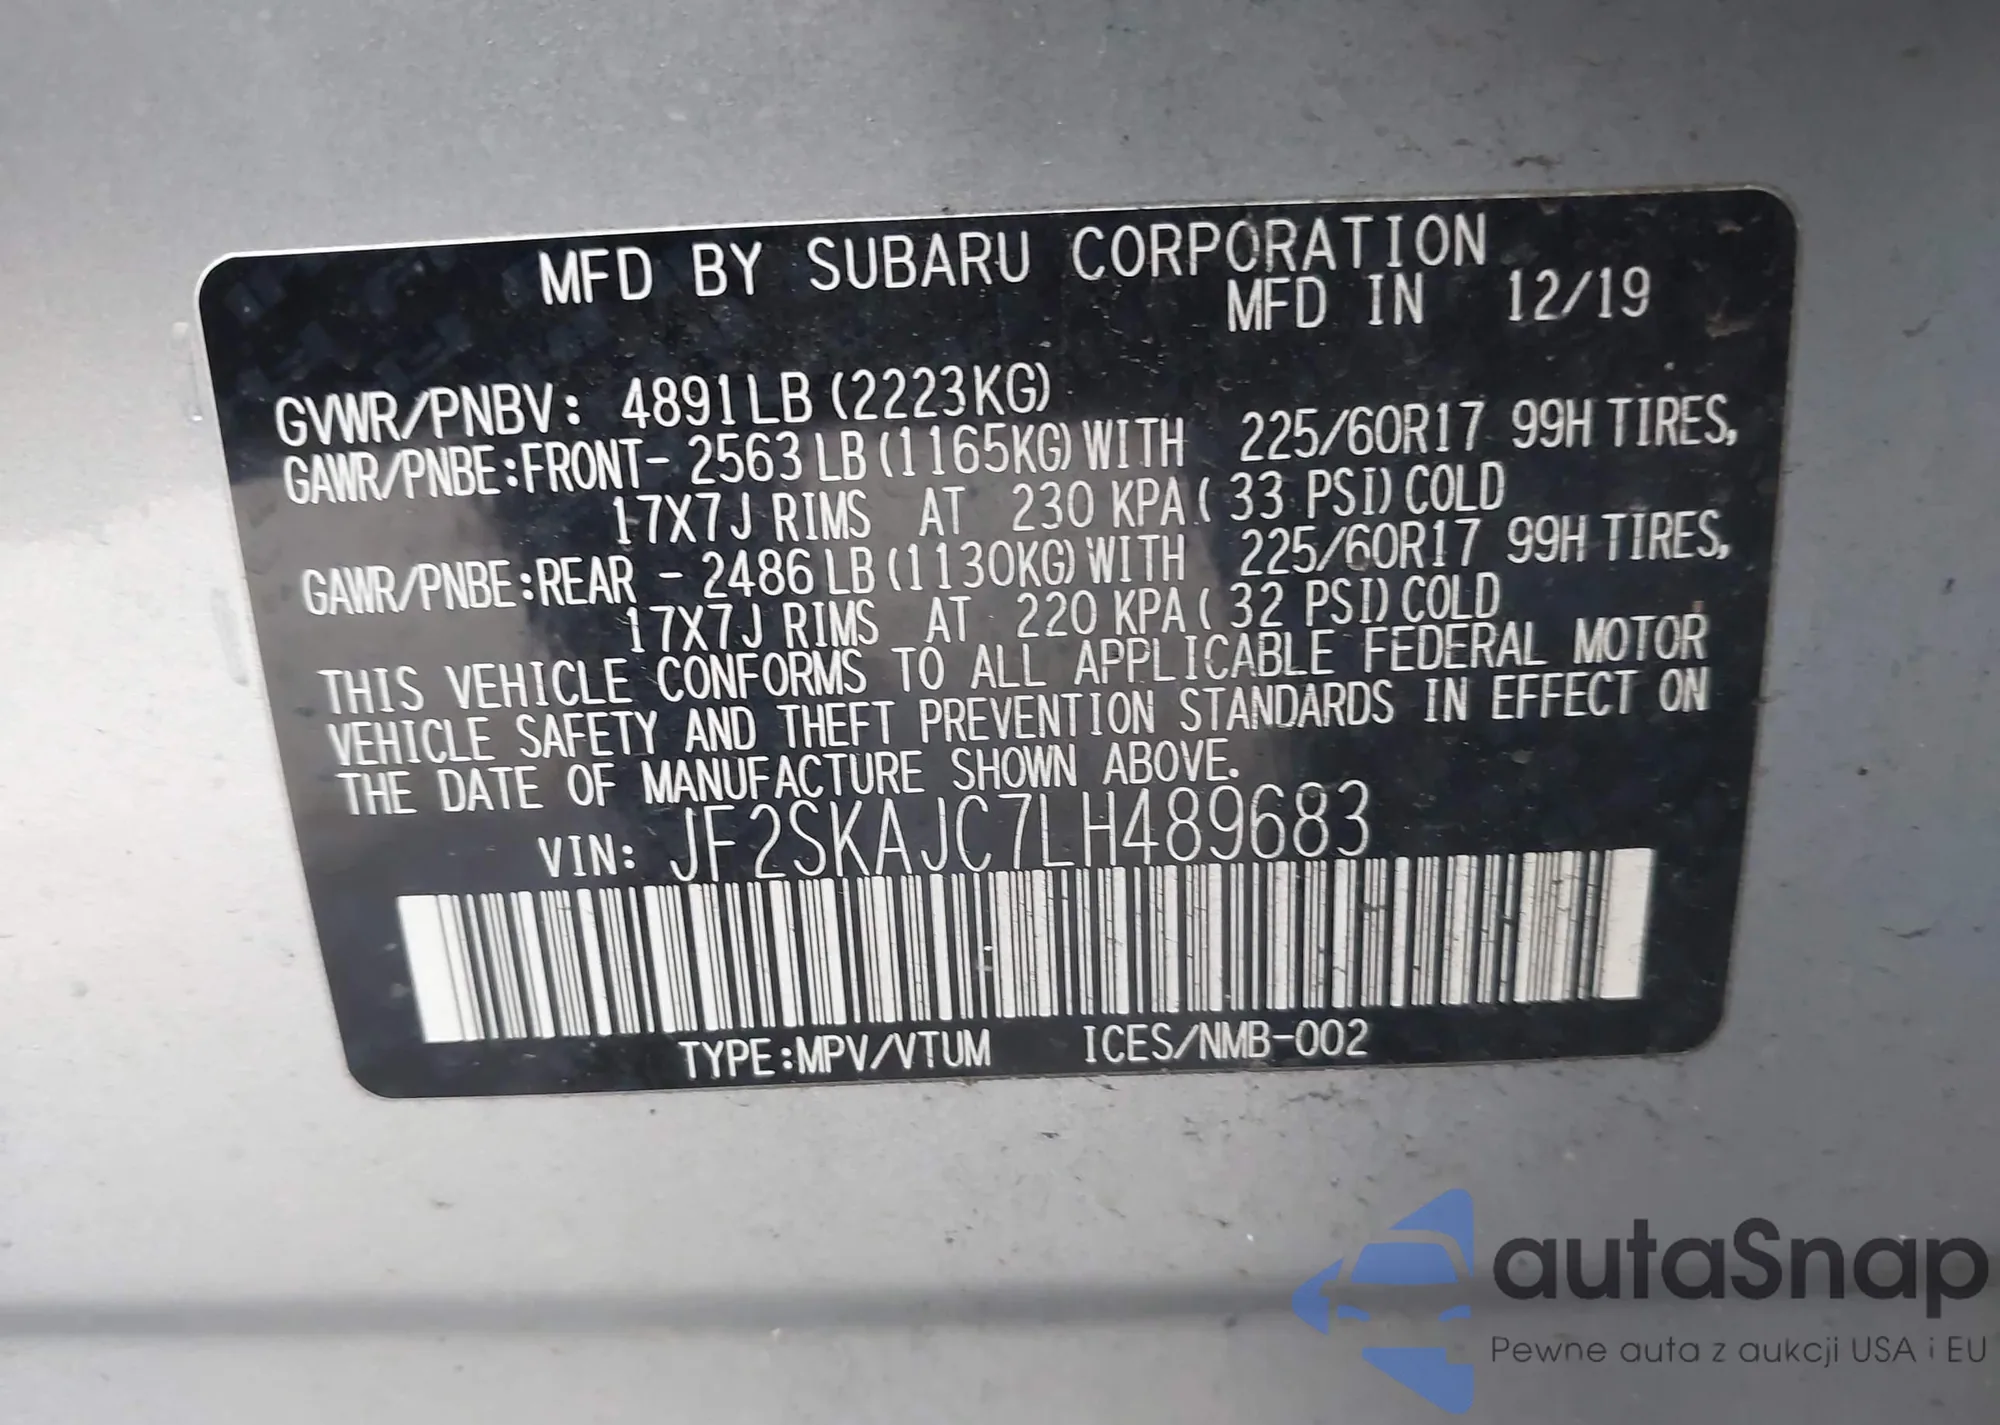 MFD BY SUBARU CORPORATION
MFD IN 12/19
GVWR/PNBV: 4891LB (2223KG)
GAWR/PNBE:FRONT- 2563 LB (1165KG) WITH 225/60R17 99H TIRES,
17X7J RIMS AT 230 KPA ( 33 PSI) COLD
GAWR/PNBE:REAR - 2486 LB (1130KG) WITH 225/60R17 99H TIRES,
17X7J RIMS AT 220 KPA ( 32 PSI) COLD
THIS VEHICLE CONFORMS TO ALL APPLICABLE FEDERAL MOTOR
VEHICLE SAFETY AND THEFT PREVENTION STANDARDS IN EFFECT ON
THE DATE OF MANUFACTURE SHOWN ABOVE.
VIN: JF2SKAJC7LH489683
TYPE:MPV/VTUM ICES/NMB-002
autaSnap
Pewne auta z aukcji USA i EU